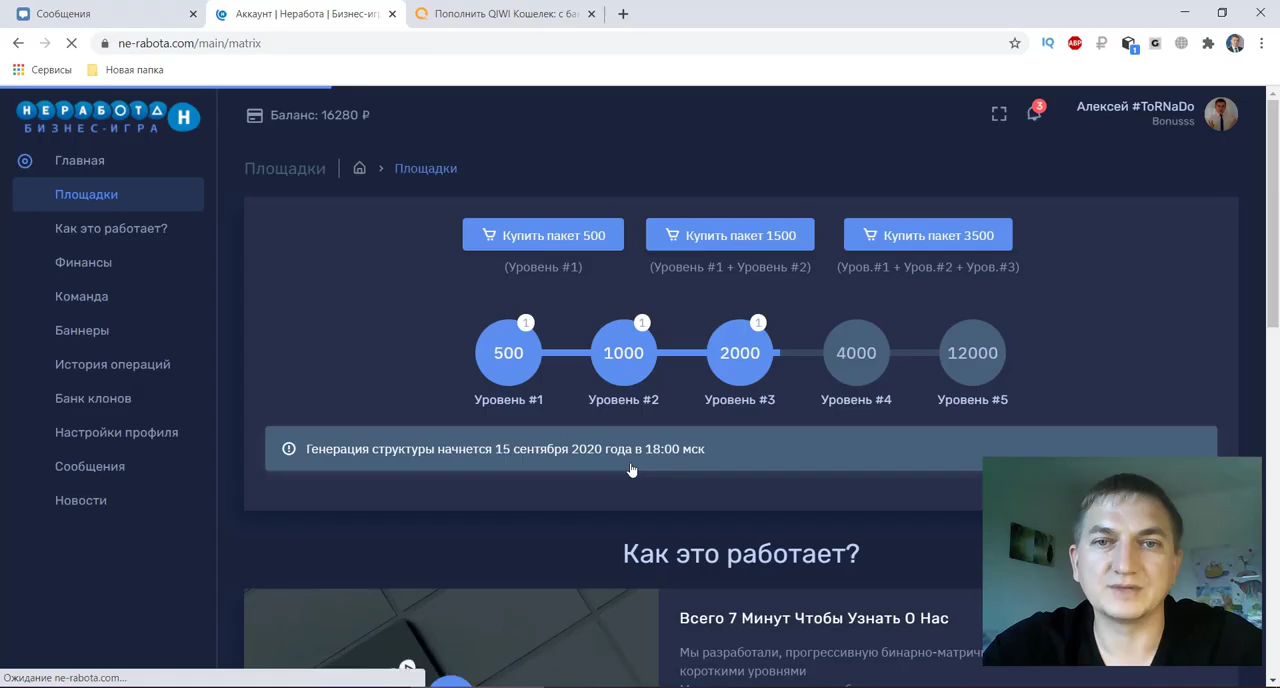 Сообщения
Аккаунт | Неработа | Бизнес-иг
Пополнить QIWI Кошелек: с ба
ne-rabota.com/main/matrix
IQ
ABP
1
G
Сервисы
Новая папка
НЕРАБОТА Н
БИЗНЕС-ИГРА
Баланс: 16280 ₽
3
Алексей #ToRNaDo
Bonusss
Главная
Площадки
Как это работает?
Финансы
Команда
Баннеры
История операций
Банк клонов
Настройки профиля
Сообщения
Новости
Площадки
Площадки
Купить пакет 500
Купить пакет 1500
Купить пакет 3500
(Уровень #1)
(Уровень #1 + Уровень #2)
(Уров.#1 + Уров.#2 + Уров.#3)
1
1
1
500
1000
2000
4000
12000
Уровень #1
Уровень #2
Уровень #3
Уровень #4
Уровень #5
Генерация структуры начнется 15 сентября 2020 года в 18:00 мск
Как это работает?
Всего 7 Минут Чтобы Узнать О Нас
Мы разработали, прогрессивную бинарно-матрич
короткими уровнями
Ожидание ne-rabota.com...